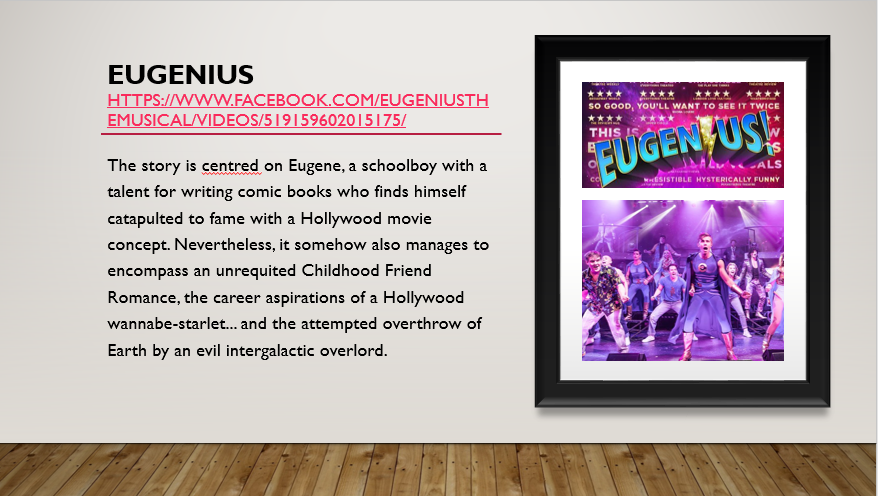 EUGENIUS
HTTPS://WWW.FACEBOOK.COM/EUGENIUSTH
EMUSICAL/VIDEOS/519159602015175/
The story is centred on Eugene, a schoolboy with a
talent for writing comic books who finds himself
catapulted to fame with a Hollywood movie
concept. Nevertheless, it somehow also manages to
encompass an unrequited Childhood Friend
Romance, the career aspirations of a Hollywood
wannabe-starlet... and the attempted overthrow of
Earth by an evil intergalactic overlord.
SO GOOD, YOU'LL WANT TO SEE IT TWICE
THIS IS
EUGENIUS!
HYSTERICALLY FUNNY